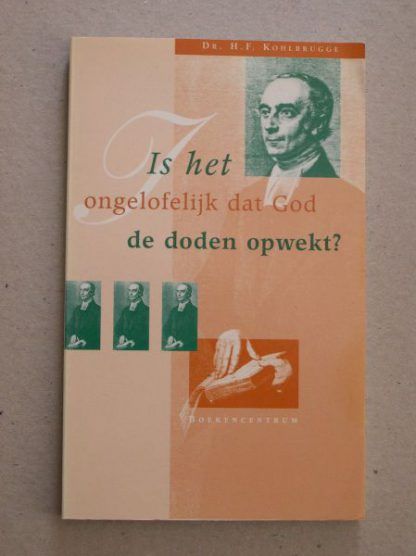 Dr. H.F. Kohlbrugge
Is het
ongelofelijk dat God
de doden opwekt?
Boekencentrum